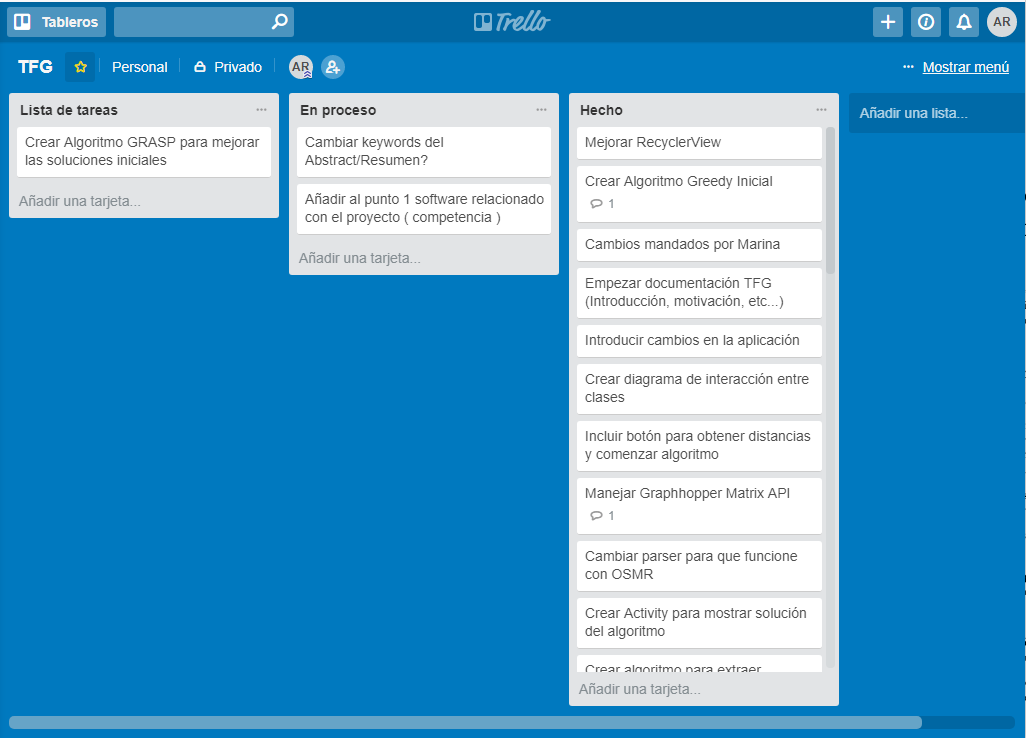 Tableros
Trello
AR
TFG
Personal
Privado
AR
Mostrar menú
Lista de tareas
Crear Algoritmo GRASP para mejorar
las soluciones iniciales
Añadir una tarjeta...
En proceso
Cambiar keywords del
Abstract/Resumen?
Añadir al punto 1 software relacionado
con el proyecto ( competencia )
Añadir una tarjeta...
Hecho
Mejorar RecyclerView
Crear Algoritmo Greedy Inicial
1
Cambios mandados por Marina
Empezar documentación TFG
(Introducción, motivación, etc...)
Introducir cambios en la aplicación
Crear diagrama de interacción entre
clases
Incluir botón para obtener distancias
y comenzar algoritmo
Manejar Graphhopper Matrix API
1
Cambiar parser para que funcione
con OSMR
Crear Activity para mostrar solución
del algoritmo
Crear algoritmo para extraer
Añadir una tarjeta...
Añadir una lista...